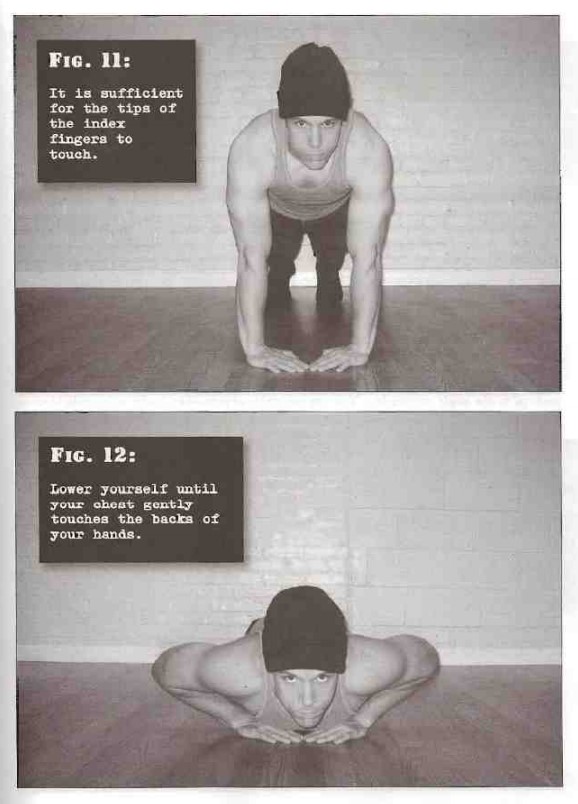 FIG. 11:
It is sufficient
for the tips of
the index
fingers to
touch.
FIG. 12:
Lower yourself until
your chest gently
touches the backs of
your hands.